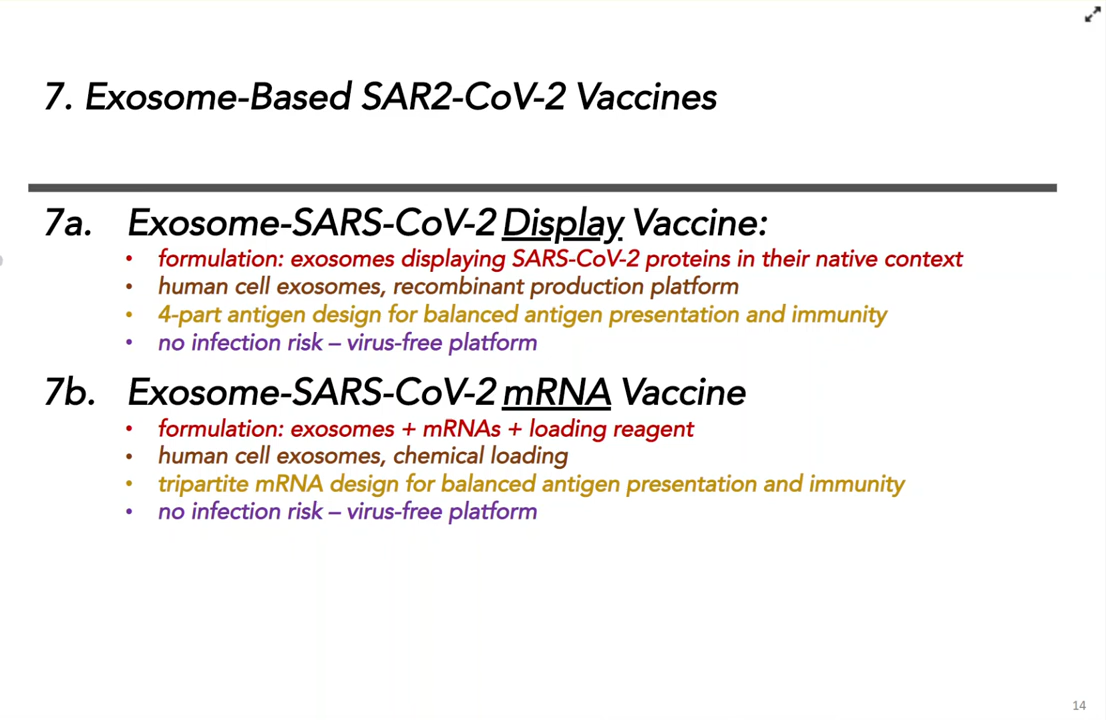 7. Exosome-Based SAR2-CoV-2 Vaccines
7a. Exosome-SARS-CoV-2 Display Vaccine:
• formulation: exosomes displaying SARS-CoV-2 proteins in their native context
• human cell exosomes, recombinant production platform
• 4-part antigen design for balanced antigen presentation and immunity
• no infection risk – virus-free platform
7b. Exosome-SARS-CoV-2 mRNA Vaccine
• formulation: exosomes + mRNAs + loading reagent
• human cell exosomes, chemical loading
• tripartite mRNA design for balanced antigen presentation and immunity
• no infection risk – virus-free platform
14